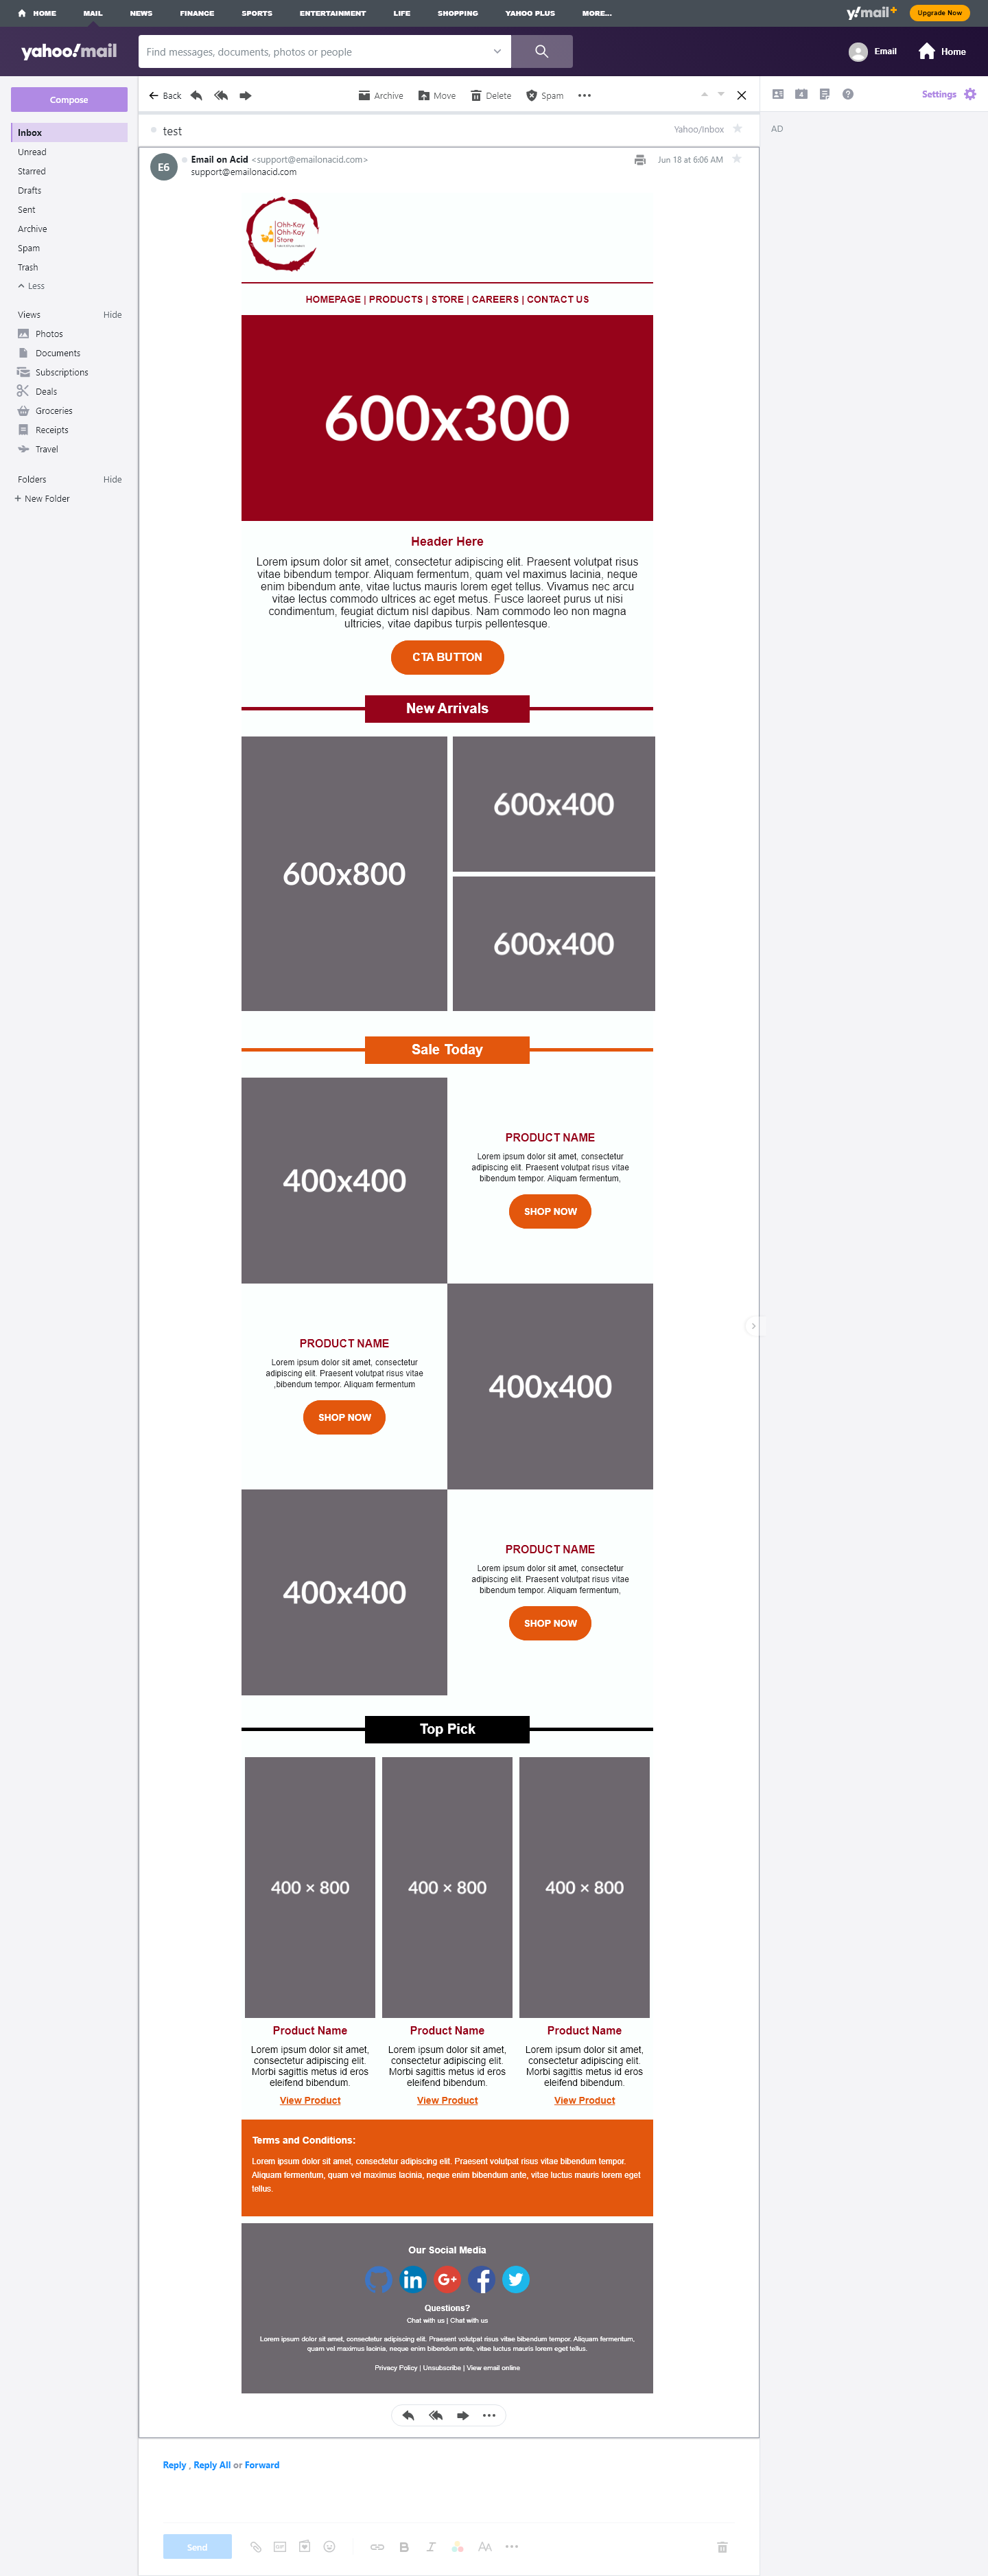 HOME MAIL NEWS FINANCE SPORTS ENTERTAINMENT LIFE SHOPPING YAHOO PLUS MORE... y!mail+ Upgrade Now
yahoo!mail Find messages, documents, photos or people Email Home
Compose
Back Archive Move Delete Spam Settings
Inbox
Unread
Starred
Drafts
Sent
Archive
Spam
Trash
Less
Views Hide
Photos
Documents
Subscriptions
Deals
Groceries
Receipts
Travel
Folders Hide
+ New Folder
test Yahoo/Inbox
AD
E6 Email on Acid <support@emailonacid.com> Jun 18 at 6:06 AM
support@emailonacid.com
Ohh-Kay
Ohh-Kay
Store
HOMEPAGE | PRODUCTS | STORE | CAREERS | CONTACT US
600x300
Header Here
Lorem ipsum dolor sit amet, consectetur adipiscing elit. Praesent volutpat risus
vitae bibendum tempor. Aliquam fermentum, quam vel maximus lacinia, neque
enim bibendum ante, vitae luctus mauris lorem eget tellus. Vivamus nec arcu
vitae lectus commodo ultrices ac eget metus. Fusce laoreet purus ut nisi
condimentum, feugiat dictum nisl dapibus. Nam commodo leo non magna
ultricies, vitae dapibus turpis pellentesque.
CTA BUTTON
New Arrivals
600x800
600x400
600x400
Sale Today
400x400
PRODUCT NAME
Lorem ipsum dolor sit amet, consectetur
adipiscing elit. Praesent volutpat risus vitae
bibendum tempor. Aliquam fermentum,
SHOP NOW
PRODUCT NAME
Lorem ipsum dolor sit amet, consectetur
adipiscing elit. Praesent volutpat risus vitae
,bibendum tempor. Aliquam fermentum
SHOP NOW
400x400
400x400
PRODUCT NAME
Lorem ipsum dolor sit amet, consectetur
adipiscing elit. Praesent volutpat risus vitae
bibendum tempor. Aliquam fermentum,
SHOP NOW
Top Pick
400 × 800 400 × 800 400 × 800
Product Name Product Name Product Name
Lorem ipsum dolor sit amet, Lorem ipsum dolor sit amet, Lorem ipsum dolor sit amet,
consectetur adipiscing elit. consectetur adipiscing elit. consectetur adipiscing elit.
Morbi sagittis metus id eros Morbi sagittis metus id eros Morbi sagittis metus id eros
eleifend bibendum. eleifend bibendum. eleifend bibendum.
View Product View Product View Product
Terms and Conditions:
Lorem ipsum dolor sit amet, consectetur adipiscing elit. Praesent volutpat risus vitae bibendum tempor.
Aliquam fermentum, quam vel maximus lacinia, neque enim bibendum ante, vitae luctus mauris lorem eget
tellus.
Our Social Media
in G+ f
Questions?
Chat with us | Chat with us
Lorem ipsum dolor sit amet, consectetur adipiscing elit. Praesent volutpat risus vitae bibendum tempor. Aliquam fermentum,
quam vel maximus lacinia, neque enim bibendum ante, vitae luctus mauris lorem eget tellus.
Privacy Policy | Unsubscribe | View email online
Reply , Reply All or Forward
Send GIF B I AA